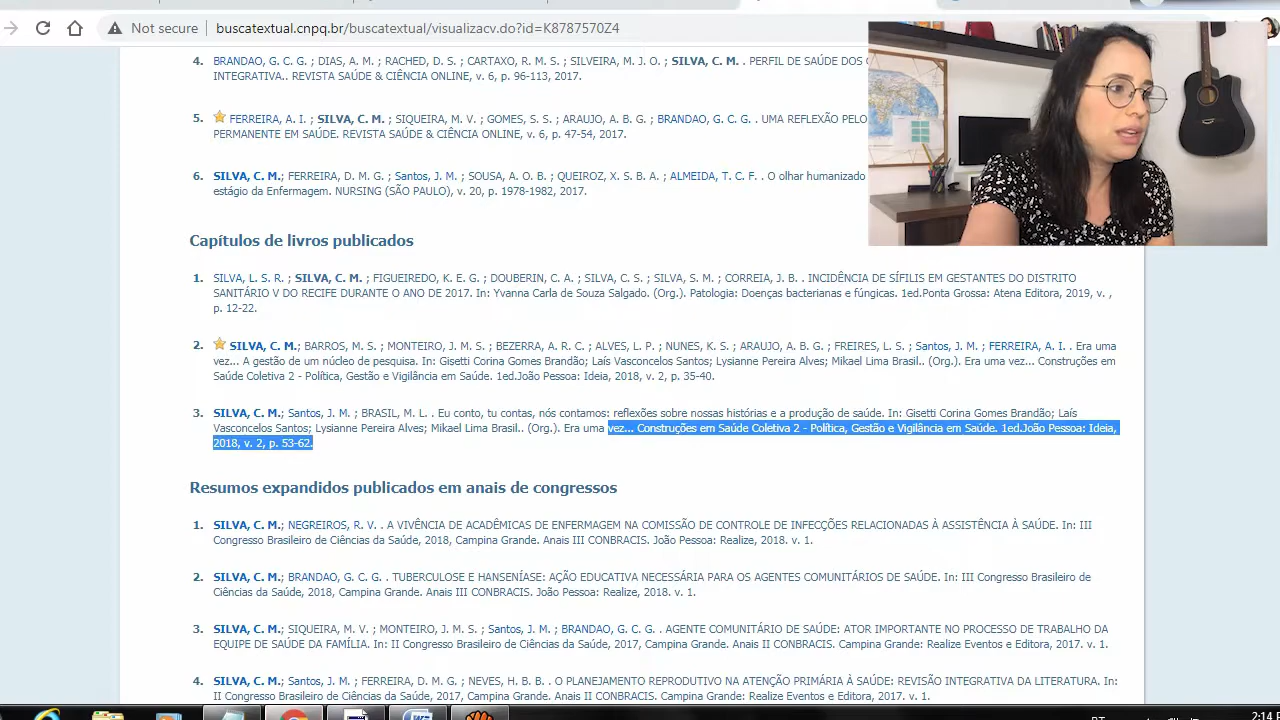 Not secure | buscatextual.cnpq.br/buscatextual/visualizacv.do?id=K8787570Z4
4. BRANDAO, G. C. G. ; DIAS, A. M. ; RACHED, D. S. ; CARTAXO, R. M. S. ; SILVEIRA, M. J. O. ; SILVA, C. M. . PERFIL DE SAÚDE DOS
INTEGRATIVA.. REVISTA SAÚDE & CIÊNCIA ONLINE, v. 6, p. 96-113, 2017.
5. FERREIRA, A. I. ; SILVA, C. M. ; SIQUEIRA, M. V. ; GOMES, S. S. ; ARAUJO, A. B. G. ; BRANDAO, G. C. G. . UMA REFLEXÃO PELO
PERMANENTE EM SAÚDE. REVISTA SAÚDE & CIÊNCIA ONLINE, v. 6, p. 47-54, 2017.
6. SILVA, C. M.; FERREIRA, D. M. G. ; Santos, J. M. ; SOUSA, A. O. B. ; QUEIROZ, X. S. B. A. ; ALMEIDA, T. C. F. . O olhar humanizado
estágio da Enfermagem. NURSING (SÃO PAULO), v. 20, p. 1978-1982, 2017.
Capítulos de livros publicados
1. SILVA, L. S. R. ; SILVA, C. M. ; FIGUEIREDO, K. E. G. ; DOUBERIN, C. A. ; SILVA, C. S. ; SILVA, S. M. ; CORREIA, J. B. . INCIDÊNCIA DE SÍFILIS EM GESTANTES DO DISTRITO
SANITÁRIO V DO RECIFE DURANTE O ANO DE 2017. In: Yvanna Carla de Souza Salgado. (Org.). Patologia: Doenças bacterianas e fúngicas. 1ed.Ponta Grossa: Atena Editora, 2019, v. ,
p. 12-22.
2. SILVA, C. M.; BARROS, M. S. ; MONTEIRO, J. M. S. ; BEZERRA, A. R. C. ; ALVES, L. P. ; NUNES, K. S. ; ARAUJO, A. B. G. ; FREIRES, L. S. ; Santos, J. M. ; FERREIRA, A. I. . Era uma
vez... A gestão de um núcleo de pessoas. In: Gisetti Corina Gomes Brandão; Laís Vasconcelos Santos; Lysianne Pereira Alves; Mikael Lima Brasil.. (Org.). Era uma vez... Construções em
Saúde Coletiva 2 - Política, Gestão e Vigilância em Saúde. 1ed.João Pessoa: Ideia, 2018, v. 2, p. 35-40.
3. SILVA, C. M.; Santos, J. M. ; BRASIL, M. L. . Eu conto, tu contas, nós contamos: reflexões sobre nossas histórias e a produção de saúde. In: Gisetti Corina Gomes Brandão; Laís
Vasconcelos Santos; Lysianne Pereira Alves; Mikael Lima Brasil.. (Org.). Era uma vez... Construções em Saúde Coletiva 2 - Política, Gestão e Vigilância em Saúde. 1ed.João Pessoa: Ideia,
2018, v. 2, p. 53-62.
Resumos expandidos publicados em anais de congressos
1. SILVA, C. M.; NEGREIROS, R. V. . A VIVÊNCIA DE ACADÊMICAS DE ENFERMAGEM NA COMISSÃO DE CONTROLE DE INFECÇÕES RELACIONADAS À ASSISTÊNCIA À SAÚDE. In: III
Congresso Brasileiro de Ciências da Saúde, 2018, Campina Grande. Anais III CONBRACIS. João Pessoa: Realize, 2018. v. 1.
2. SILVA, C. M.; BRANDAO, G. C. G. . TUBERCULOSE E HANSENÍASE: AÇÃO EDUCATIVA NECESSÁRIA PARA OS AGENTES COMUNITÁRIOS DE SAÚDE. In: III Congresso Brasileiro de
Ciências da Saúde, 2018, Campina Grande. Anais III CONBRACIS. João Pessoa: Realize, 2018. v. 1.
3. SILVA, C. M.; SIQUEIRA, M. V. ; MONTEIRO, J. M. S. ; Santos, J. M. ; BRANDAO, G. C. G. . AGENTE COMUNITÁRIO DE SAÚDE: ATOR IMPORTANTE NO PROCESSO DE TRABALHO DA
EQUIPE DE SAÚDE DA FAMÍLIA. In: II Congresso Brasileiro de Ciências da Saúde, 2017, Campina Grande. Anais II CONBRACIS. Campina Grande: Realize Eventos e Editora, 2017. v. 1.
4. SILVA, C. M.; Santos, J. M. ; FERREIRA, D. M. G. ; NEVES, H. B. B. . O PLANEJAMENTO REPRODUTIVO NA ATENÇÃO PRIMÁRIA À SAÚDE: REVISÃO INTEGRATIVA DA LITERATURA. In:
II Congresso Brasileiro de Ciências da Saúde, 2017, Campina Grande. Anais II CONBRACIS. Campina Grande: Realize Eventos e Editora, 2017. v. 1.
2:14